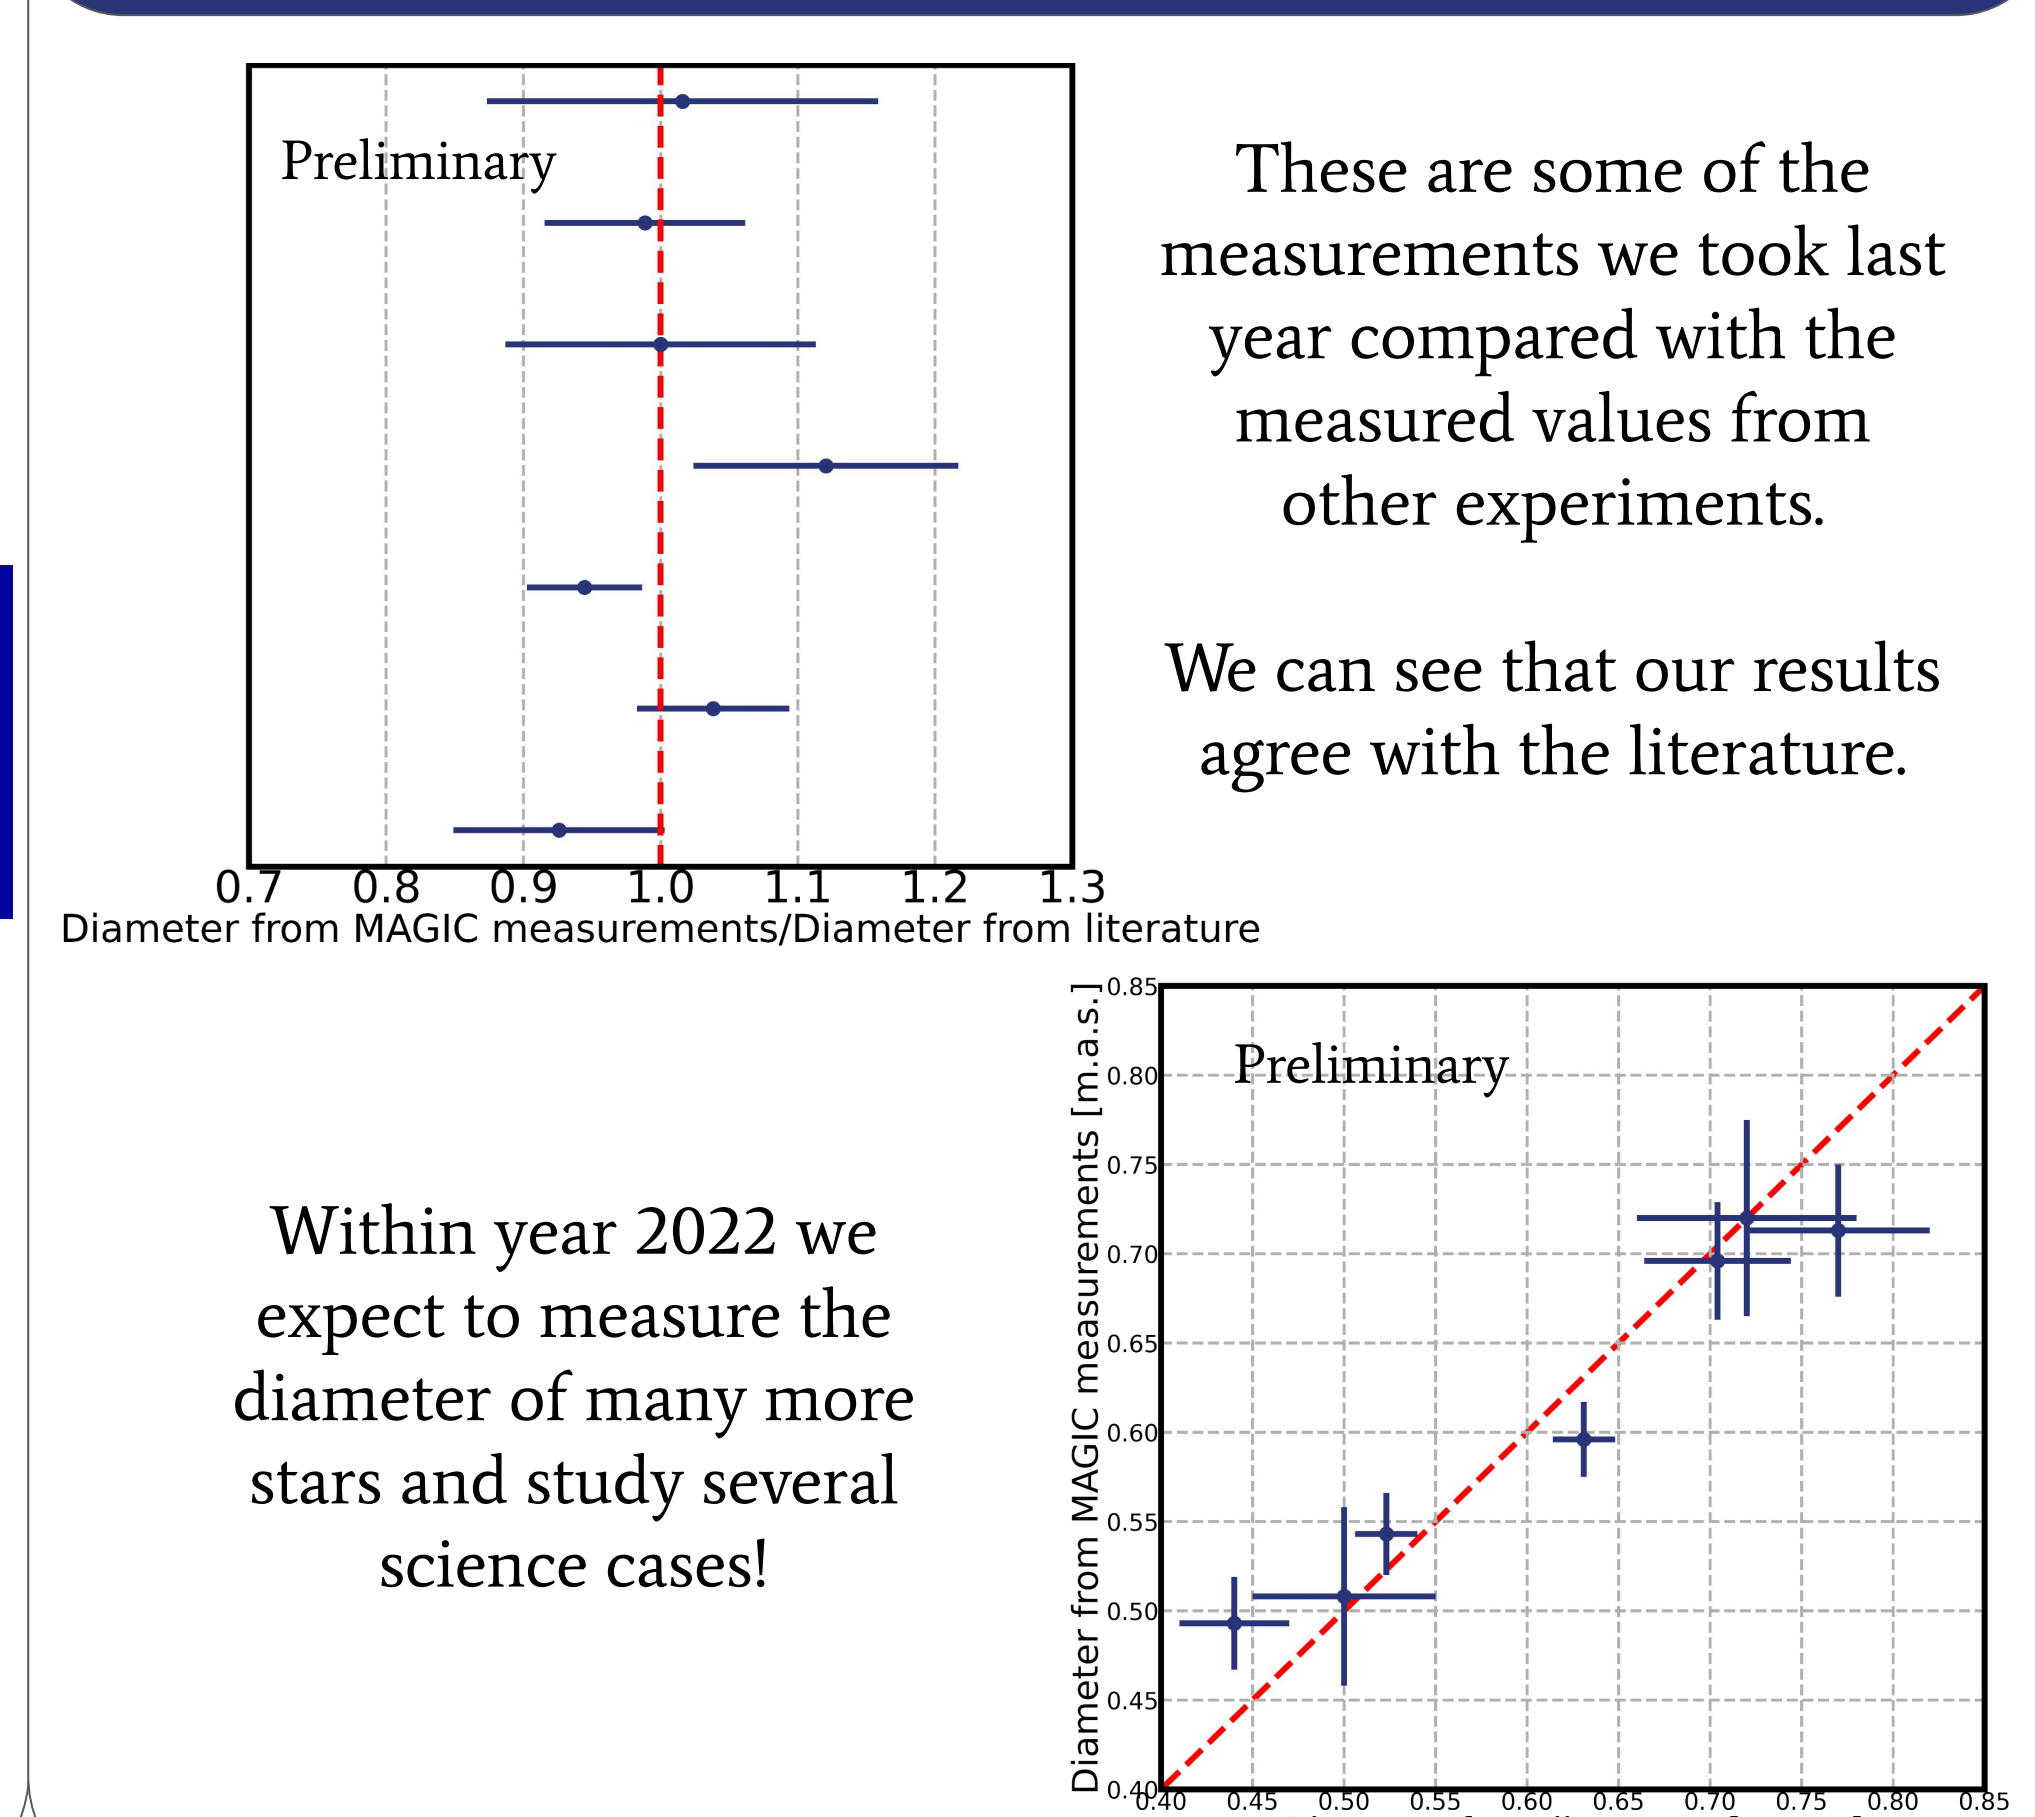 Preliminary
0.7 0.8 0.9 1.0 1.1 1.2 1.3
Diameter from MAGIC measurements/Diameter from literature
These are some of the
measurements we took last
year compared with the
measured values from
other experiments.
We can see that our results
agree with the literature.
Within year 2022 we
expect to measure the
diameter of many more
stars and study several
science cases!
Diameter from MAGIC measurements [m.a.s.]
0.85
0.80
0.75
0.70
0.65
0.60
0.55
0.50
0.45
0.40
Preliminary
0.40 0.45 0.50 0.55 0.60 0.65 0.70 0.75 0.80 0.85